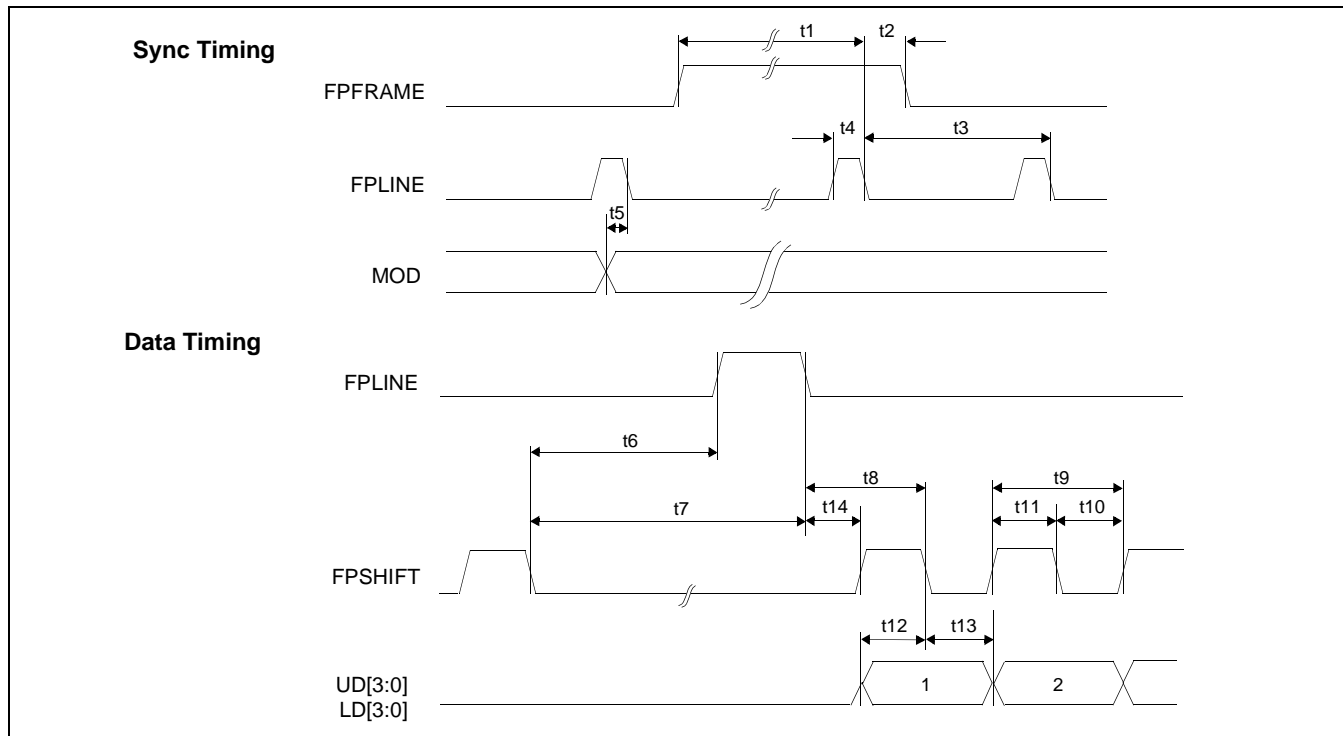 Sync Timing
t1
t2
FPFRAME
t4
t3
FPLINE
t5
MOD
Data Timing
FPLINE
t6
t8
t9
t7
t14
t11
t10
FPSHIFT
t12
t13
UD[3:0]
1
2
LD[3:0]